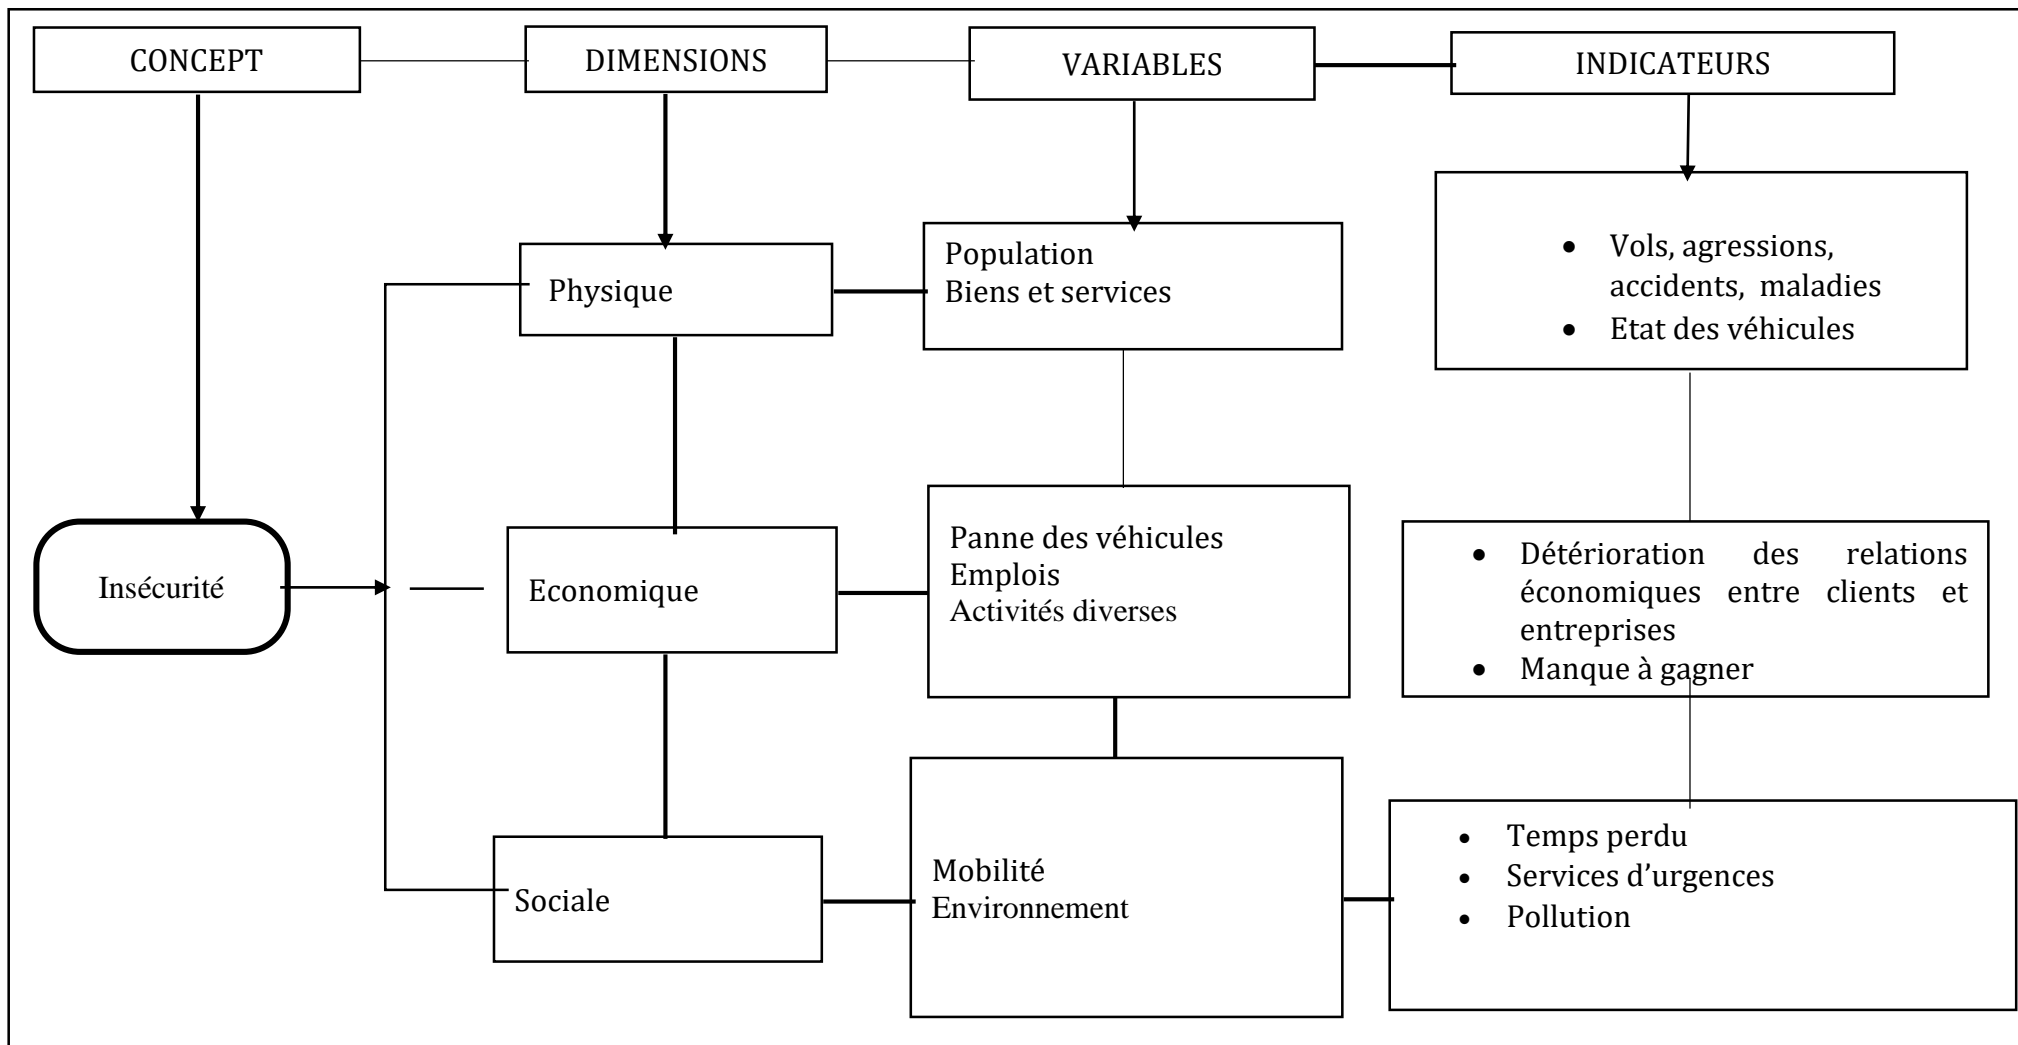 CONCEPT
DIMENSIONS
VARIABLES
INDICATEURS
Physique
Population
Biens et services
• Vols, agressions,
accidents, maladies
• Etat des véhicules
Insécurité
Economique
Panne des véhicules
Emplois
Activités diverses
• Détérioration des relations
économiques entre clients et
entreprises
• Manque à gagner
Sociale
Mobilité
Environnement
• Temps perdu
• Services d’urgences
• Pollution